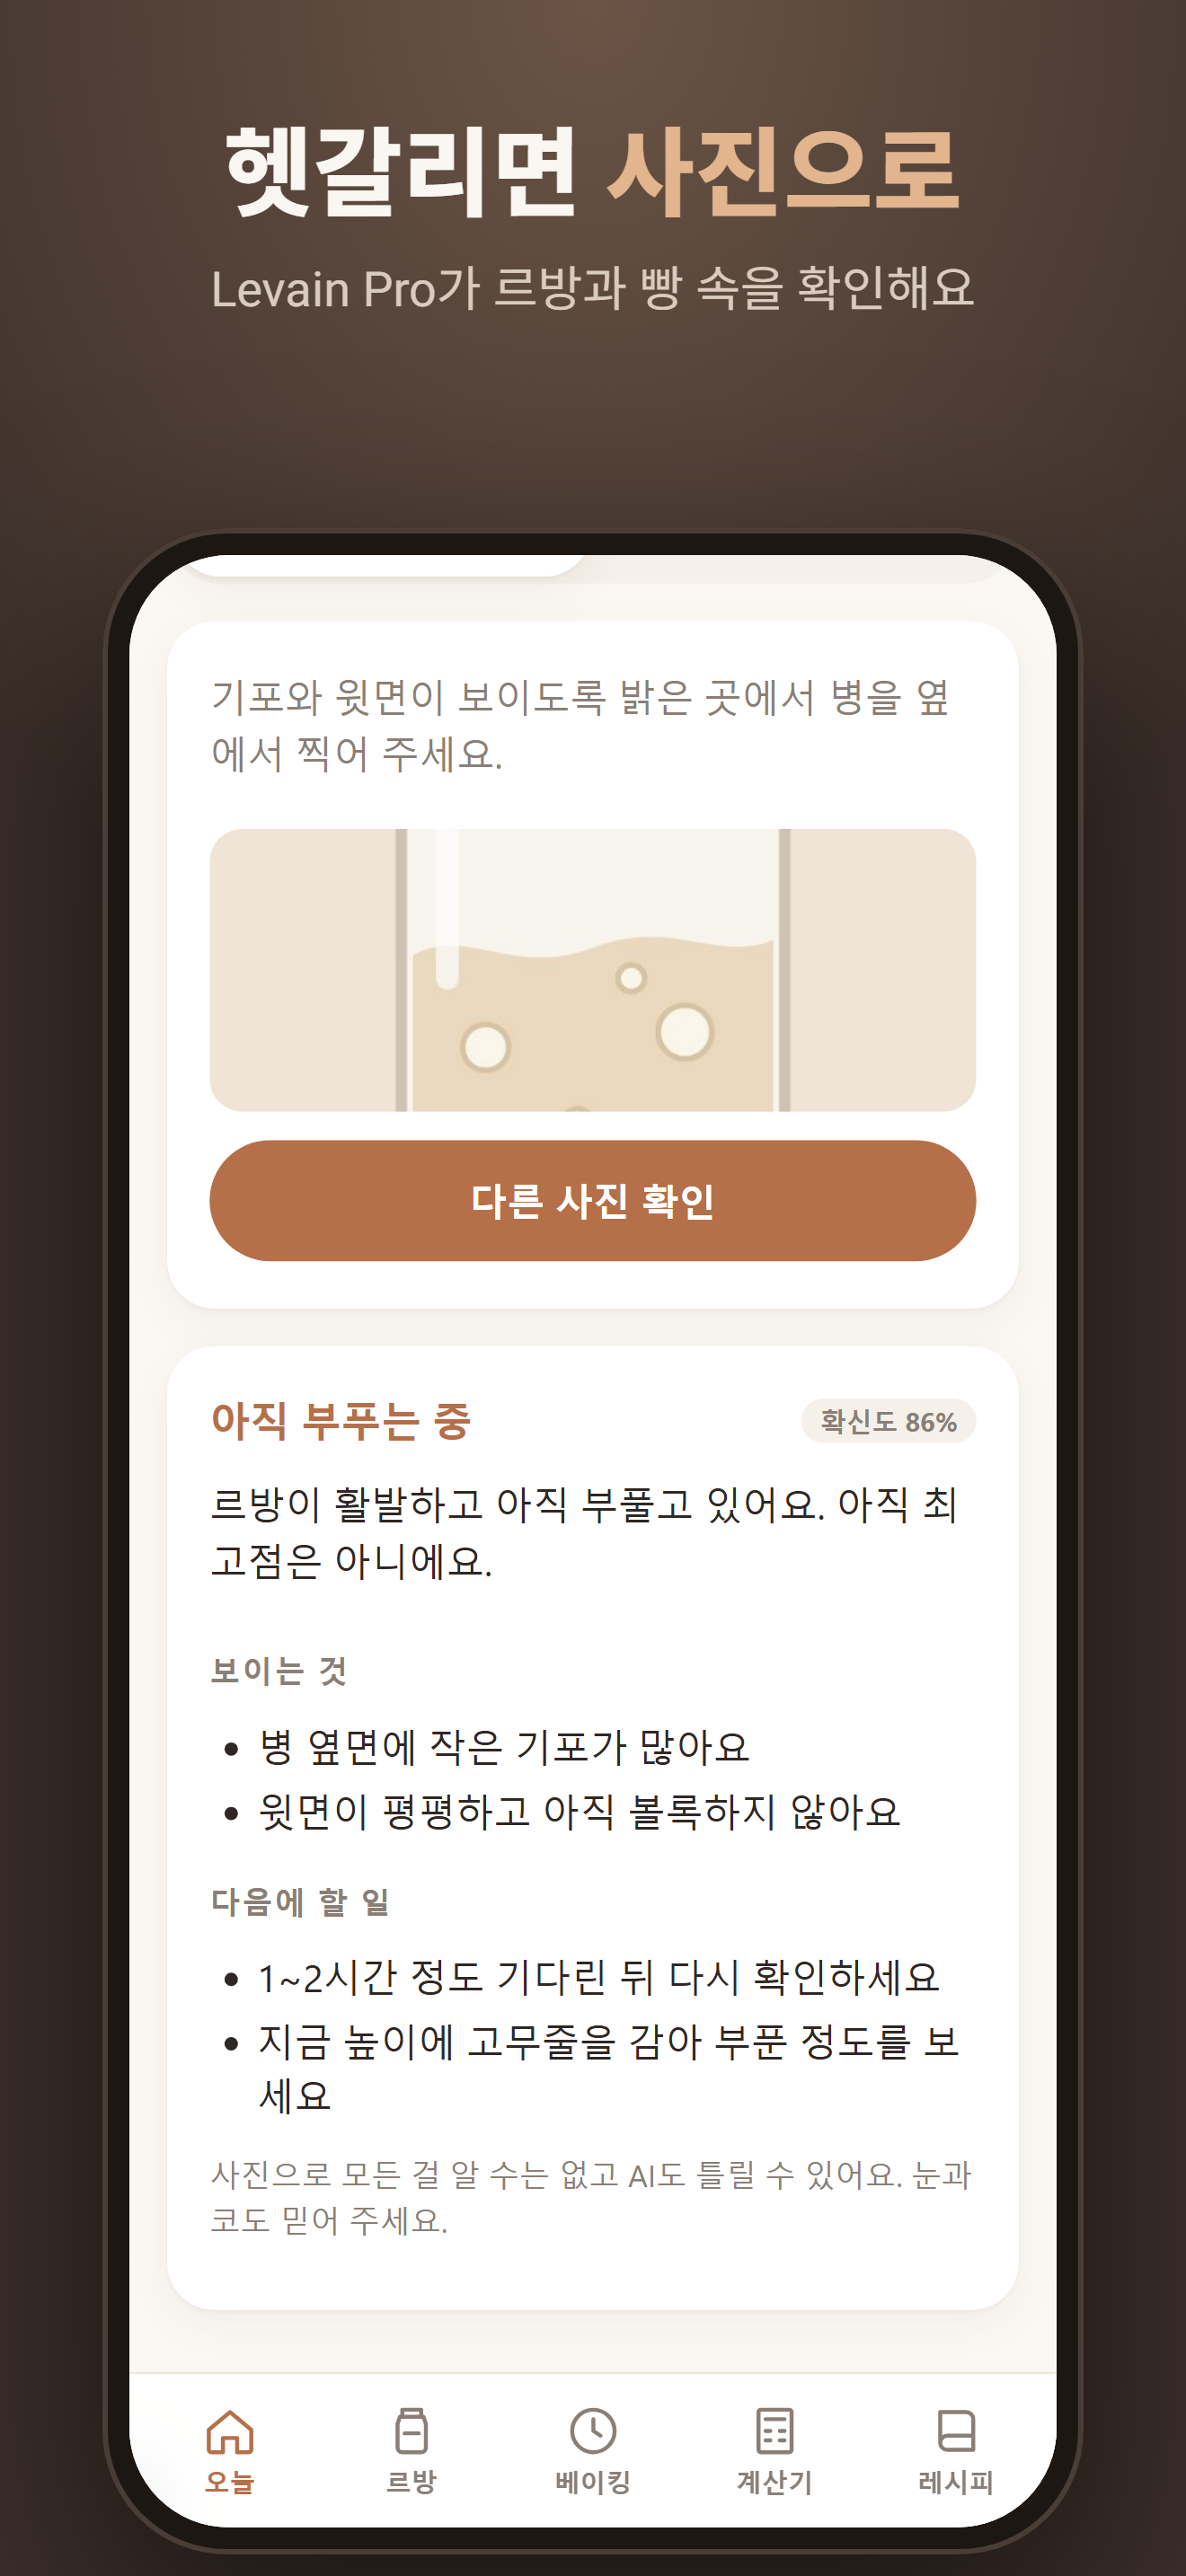 헷갈리면 사진으로
Levain Pro가 르방과 빵 속을 확인해요
기포와 윗면이 보이도록 밝은 곳에서 병을 옆
에서 찍어 주세요.
다른 사진 확인
아직 부푸는 중
확신도 86%
르방이 활발하고 아직 부풀고 있어요. 아직 최
고점은 아니에요.
보이는 것
• 병 옆면에 작은 기포가 많아요
• 윗면이 평평하고 아직 볼록하지 않아요
다음에 할 일
• 1~2시간 정도 기다린 뒤 다시 확인하세요
• 지금 높이에 고무줄을 감아 부푼 정도를 보
세요
사진으로 모든 걸 알 수는 없고 AI도 틀릴 수 있어요. 눈과
코도 믿어 주세요.
오늘
르방
베이킹
계산기
레시피